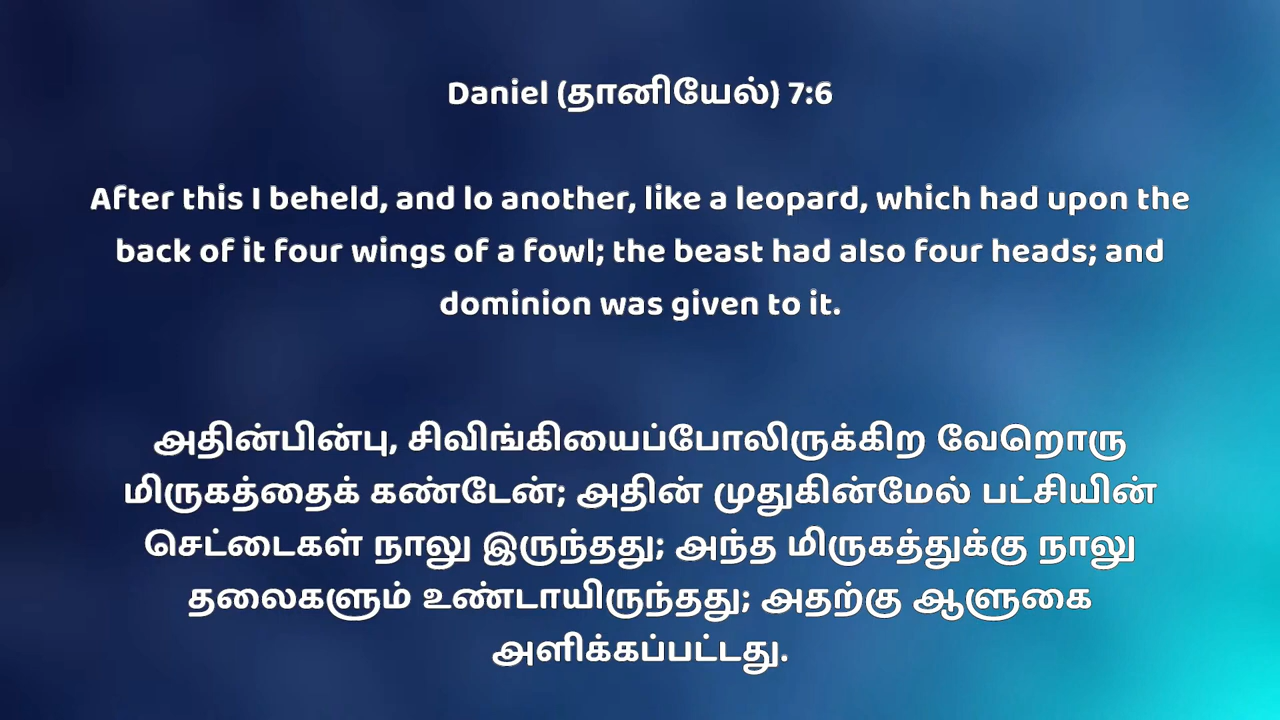 Daniel (தானியேல்) 7:6
After this I beheld, and lo another, like a leopard, which had upon the
back of it four wings of a fowl; the beast had also four heads; and
dominion was given to it.
அதின்பின்பு, சிவிங்கியைப்போலிருக்கிற வேறொரு
மிருகத்தைக் கண்டேன்; அதின் முதுகின்மேல் பட்சியின்
செட்டைகள் நாலு இருந்தது; அந்த மிருகத்துக்கு நாலு
தலைகளும் உண்டாயிருந்தது; அதற்கு ஆளுகை
அளிக்கப்பட்டது.